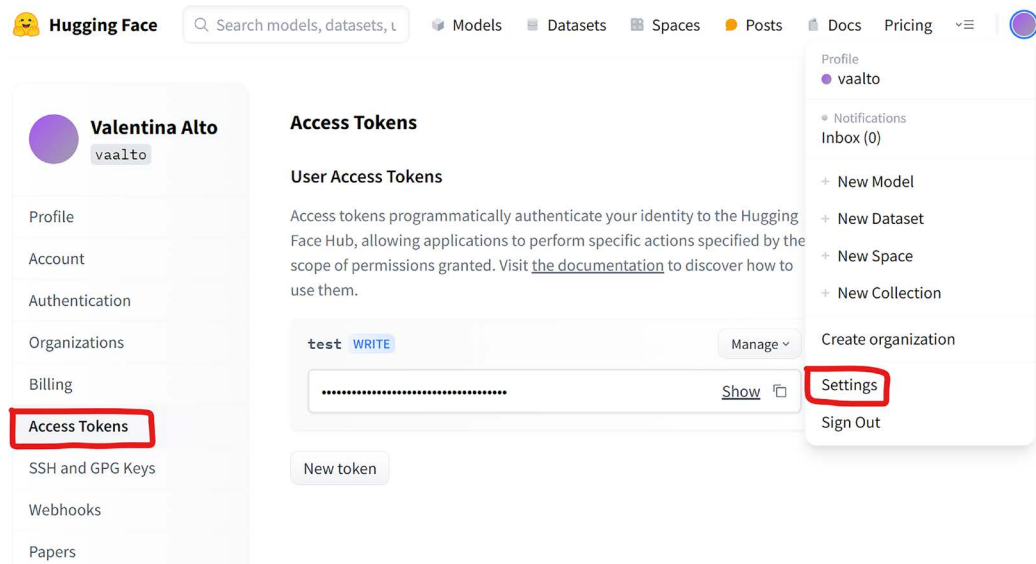 Hugging Face
Search models, datasets, u
Models
Datasets
Spaces
Posts
Docs
Pricing
Profile
vaalto
Notifications
Inbox (0)
+ New Model
+ New Dataset
+ New Space
+ New Collection
Create organization
Settings
Sign Out
Valentina Alto
vaalto
Profile
Account
Authentication
Organizations
Billing
Access Tokens
SSH and GPG Keys
Webhooks
Papers
Access Tokens
User Access Tokens
Access tokens programmatically authenticate your identity to the Hugging
Face Hub, allowing applications to perform specific actions specified by the
scope of permissions granted. Visit the documentation to discover how to
use them.
test WRITE
Manage
••••••••••••••••••••••••••••••••••••• Show
New token